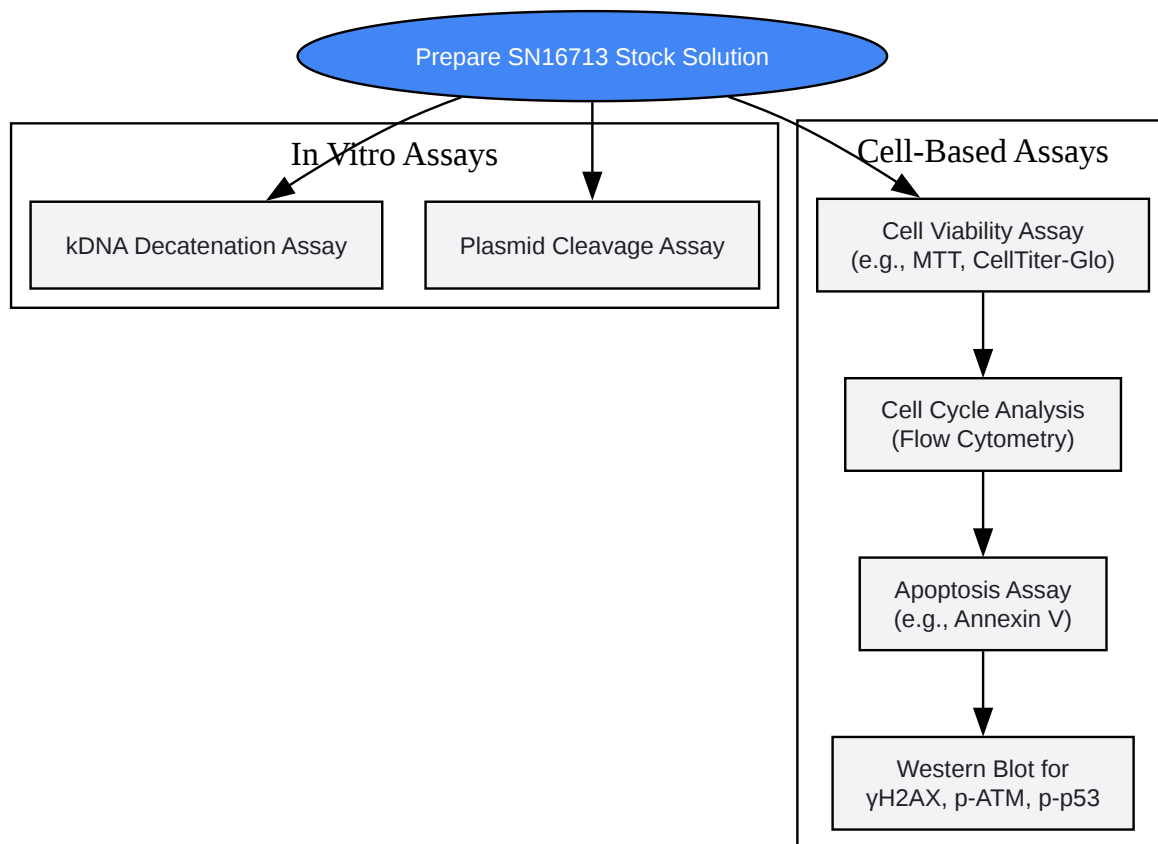 Prepare SN16713 Stock Solution
In Vitro Assays
kDNA Decatenation Assay
Plasmid Cleavage Assay
Cell-Based Assays
Cell Viability Assay
(e.g., MTT, CellTiter-Glo)
Cell Cycle Analysis
(Flow Cytometry)
Apoptosis Assay
(e.g., Annexin V)
Western Blot for
γH2AX, p-ATM, p-p53